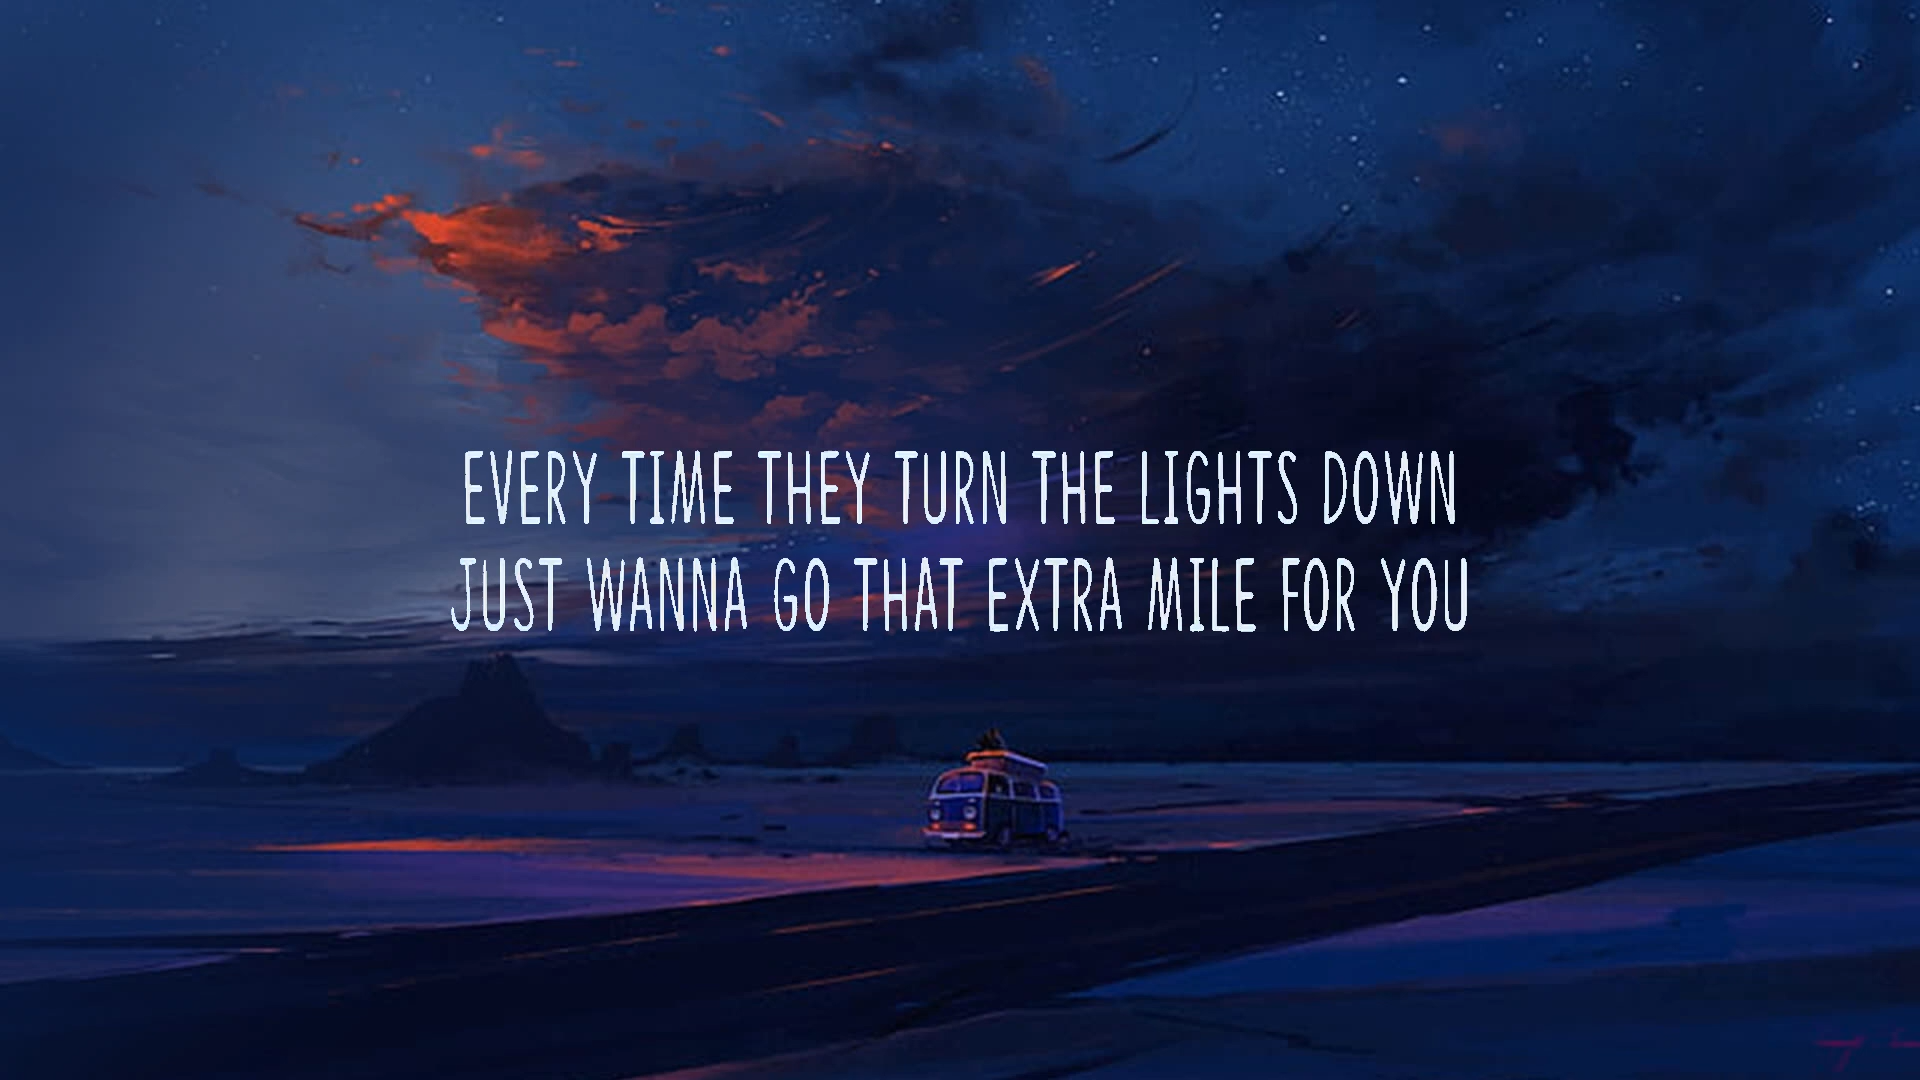 EVERY TIME THEY TURN THE LIGHTS DOWN
JUST WANNA GO THAT EXTRA MILE FOR YOU